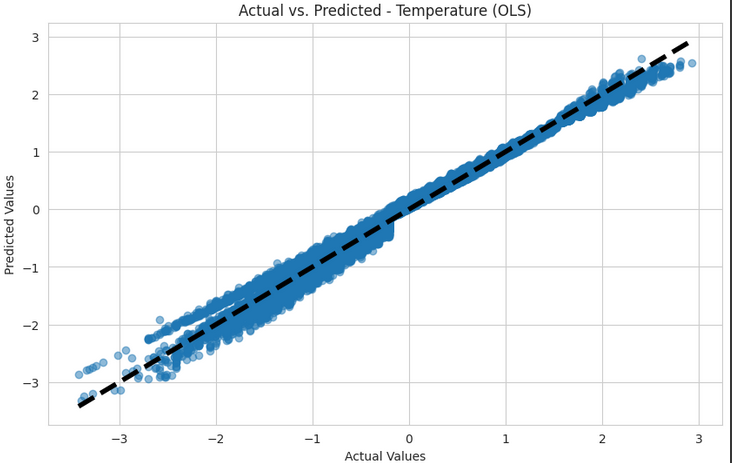 Actual vs. Predicted - Temperature (OLS)
3
2
1
0
−1
−2
−3
Predicted Values
−3 −2 −1 0 1 2 3
Actual Values